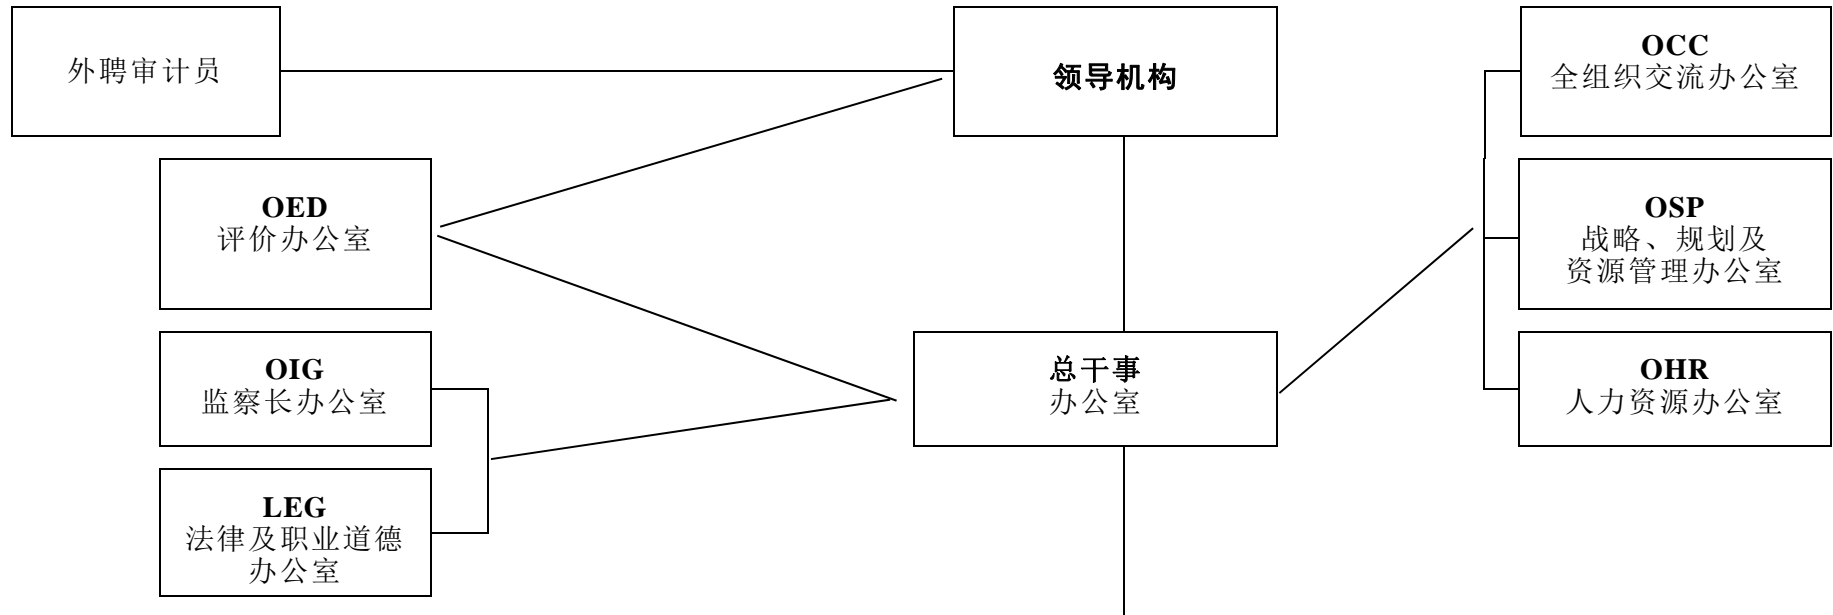 外聘审计员
领导机构
OCC
全组织交流办公室
OED
评价办公室
OSP
战略、规划及
资源管理办公室
OIG
监察长办公室
总干事
办公室
OHR
人力资源办公室
LEG
法律及职业道德
办公室